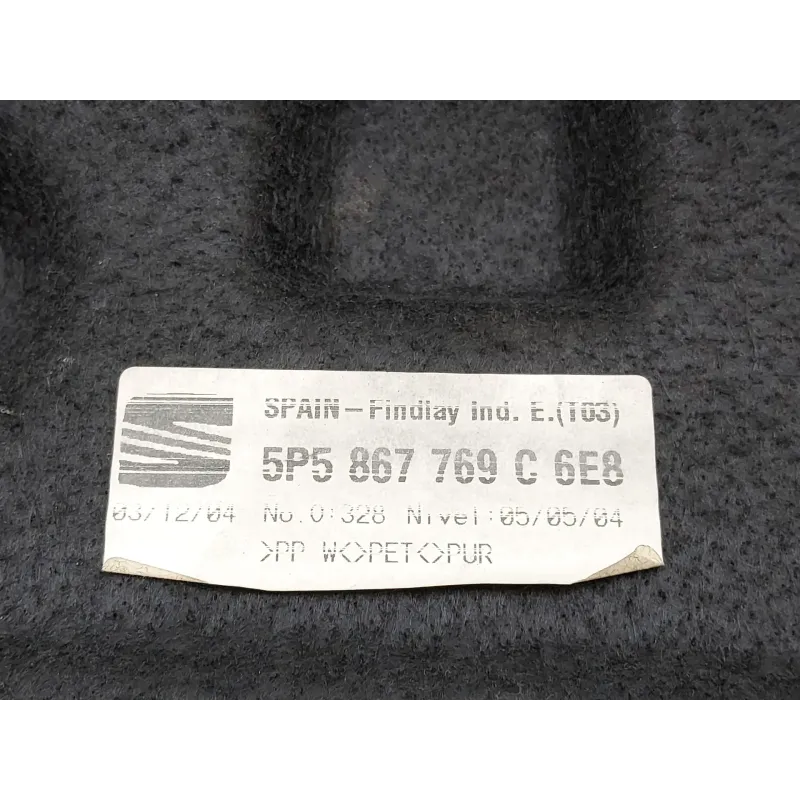 SPAIN - Findlay Ind. E.(T03)
5P5 867 769 C 6E8
03/12/04 No.O:328 Nivel:05/05/04
>PP W<>PET<>PUR